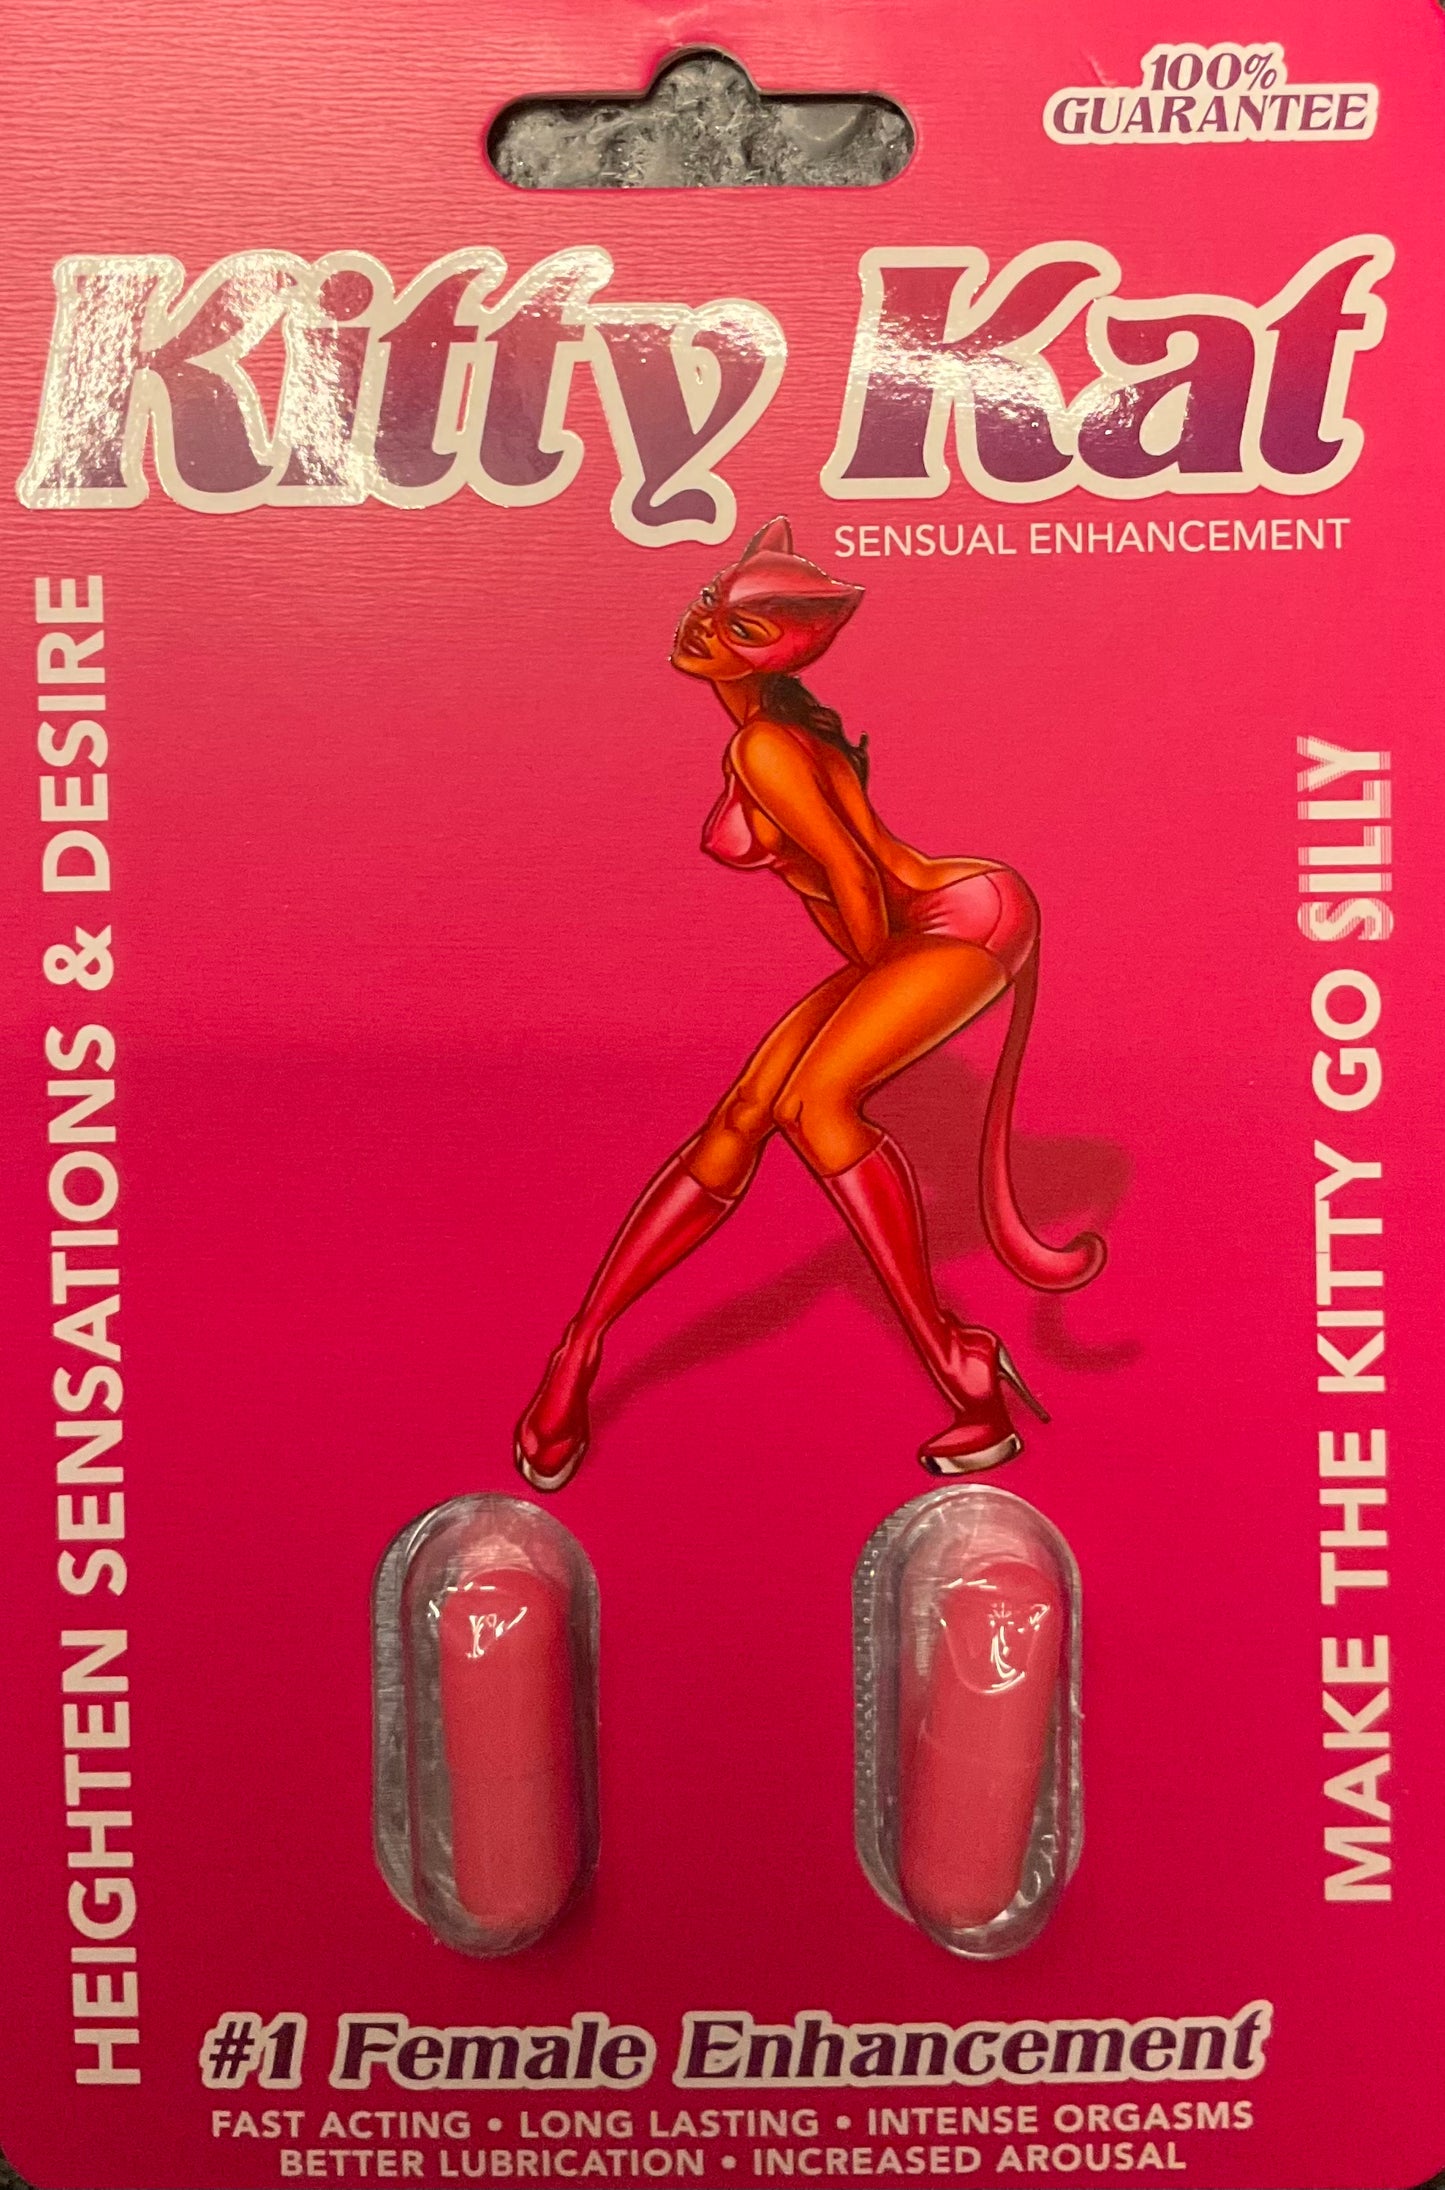 100%
GUARANTEE
Kitty Kat
SENSUAL ENHANCEMENT
HEIGHTEN SENSATIONS & DESIRE
MAKE THE KITTY GO SILLY
#1 Female Enhancement
FAST ACTING • LONG LASTING • INTENSE ORGASMS
BETTER LUBRICATION • INCREASED AROUSAL